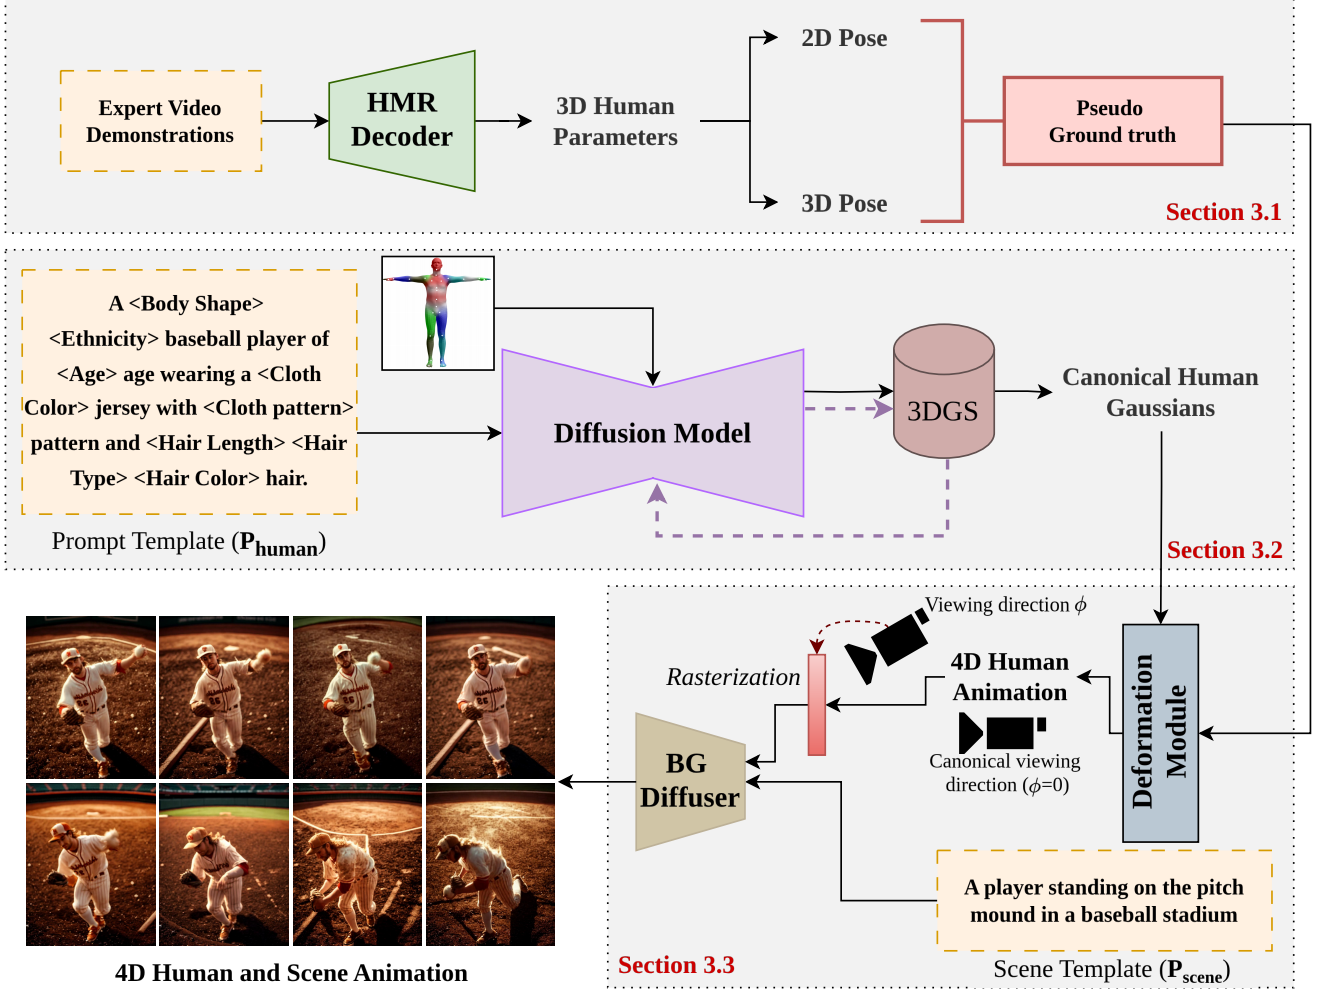 Expert Video
Demonstrations
HMR
Decoder
3D Human
Parameters
2D Pose
3D Pose
Pseudo
Ground truth
Section 3.1
A <Body Shape>
<Ethnicity> baseball player of
<Age> age wearing a <Cloth
Color> jersey with <Cloth pattern>
pattern and <Hair Length> <Hair
Type> <Hair Color> hair.
Prompt Template (P_human)
Diffusion Model
3DGS
Canonical Human
Gaussians
Section 3.2
Viewing direction ϕ
Rasterization
4D Human
Animation
Canonical viewing
direction (ϕ=0)
Deformation
Module
BG
Diffuser
A player standing on the pitch
mound in a baseball stadium
Scene Template (P_scene)
Section 3.3
4D Human and Scene Animation